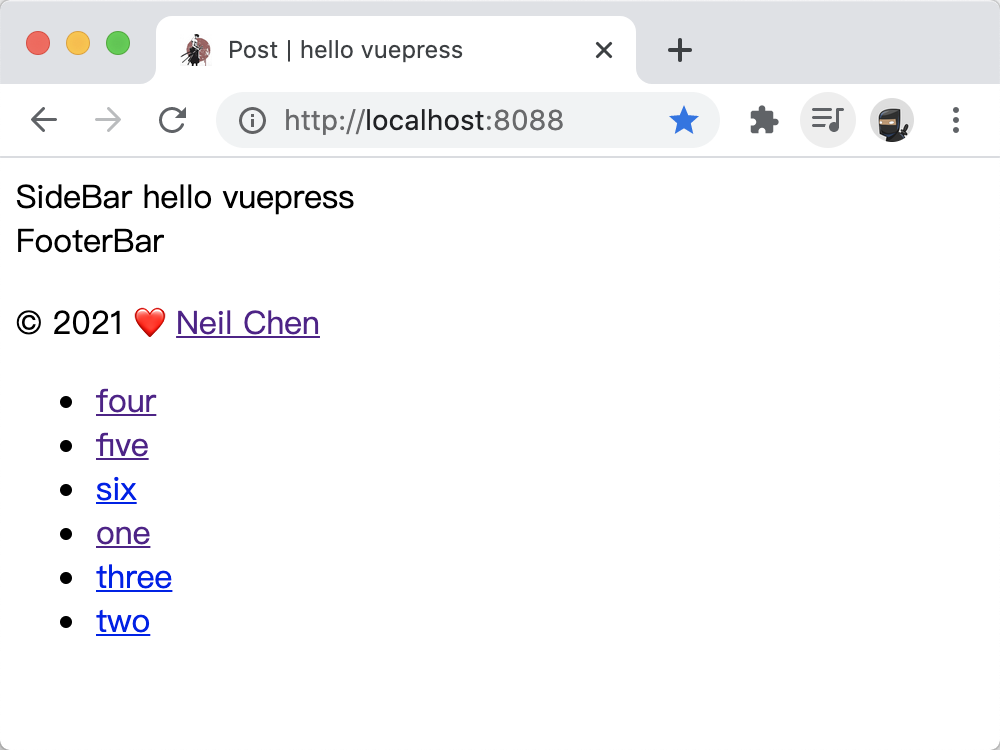 Post | hello vuepress
http://localhost:8088
SideBar hello vuepress
FooterBar
© 2021 ❤️ Neil Chen
four
five
six
one
three
two